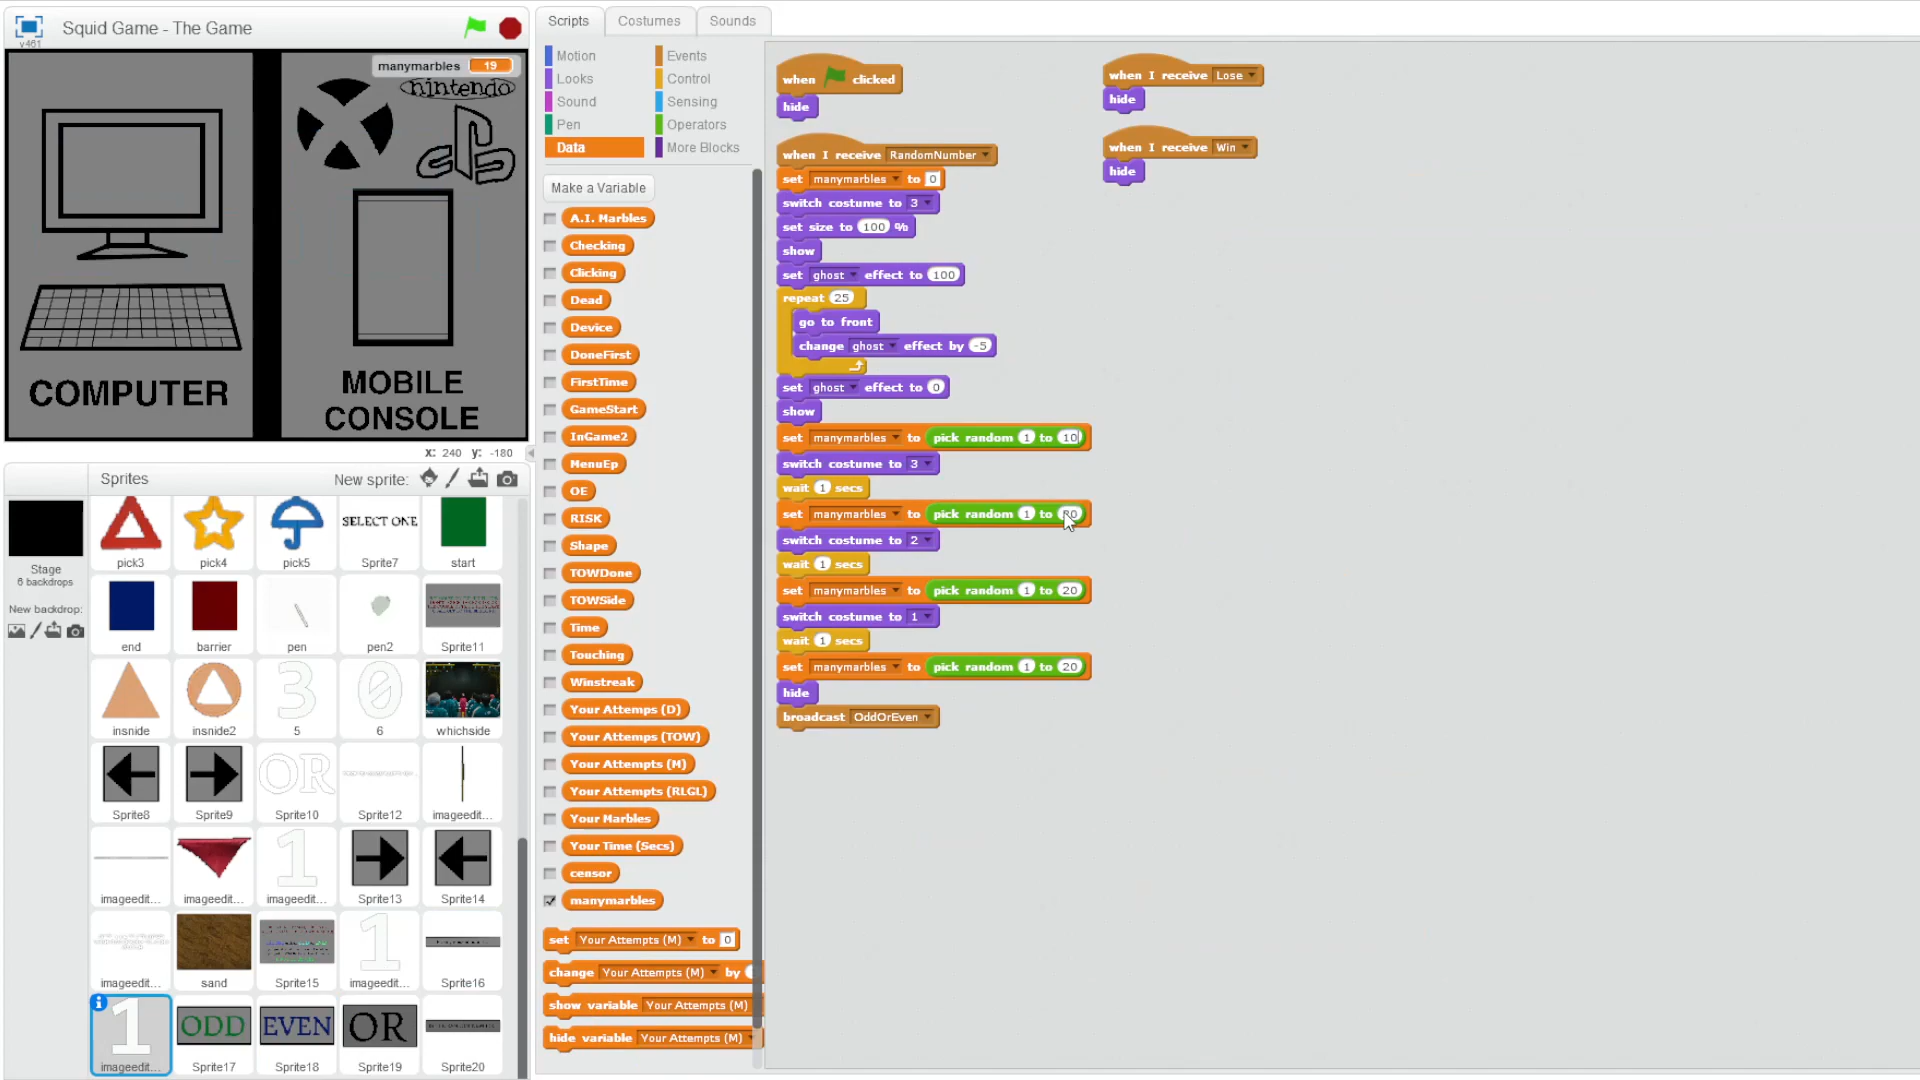 Squid Game - The Game
v461
manymarbles 19
nintendo
COMPUTER
MOBILE
CONSOLE
x: 240 y: -180
Sprites
New sprite:
Stage
6 backdrops
New backdrop:
SELECT ONE
pick3
pick4
pick5
Sprite7
start
end
barrier
pen
pen2
Sprite11
3
0
insnide
insnide2
5
6
whichside
OR
Sprite8
Sprite9
Sprite10
Sprite12
imageedit...
1
imageedit...
imageedit...
imageedit...
Sprite13
Sprite14
1
imageedit...
sand
Sprite15
imageedit...
Sprite16
1
ODD
EVEN
OR
imageedit...
Sprite17
Sprite18
Sprite19
Sprite20
Scripts
Costumes
Sounds
Motion
Looks
Sound
Pen
Data
Events
Control
Sensing
Operators
More Blocks
Make a Variable
A.I. Marbles
Checking
Clicking
Dead
Device
DoneFirst
FirstTime
GameStart
InGame2
MenuEp
OE
RISK
Shape
TOWDone
TOWSide
Time
Touching
Winstreak
Your Attemps (D)
Your Attemps (TOW)
Your Attempts (M)
Your Attempts (RLGL)
Your Marbles
Your Time (Secs)
censor
manymarbles
set Your Attempts (M) to 0
change Your Attempts (M) by
show variable Your Attempts (M)
hide variable Your Attempts (M)
when clicked
hide
when I receive RandomNumber
set manymarbles to 0
switch costume to 3
set size to 100 %
show
set ghost effect to 100
repeat 25
go to front
change ghost effect by -5
set ghost effect to 0
show
set manymarbles to pick random 1 to 10
switch costume to 3
wait 1 secs
set manymarbles to pick random 1 to 20
switch costume to 2
wait 1 secs
set manymarbles to pick random 1 to 20
switch costume to 1
wait 1 secs
set manymarbles to pick random 1 to 20
hide
broadcast OddOrEven
when I receive Lose
hide
when I receive Win
hide